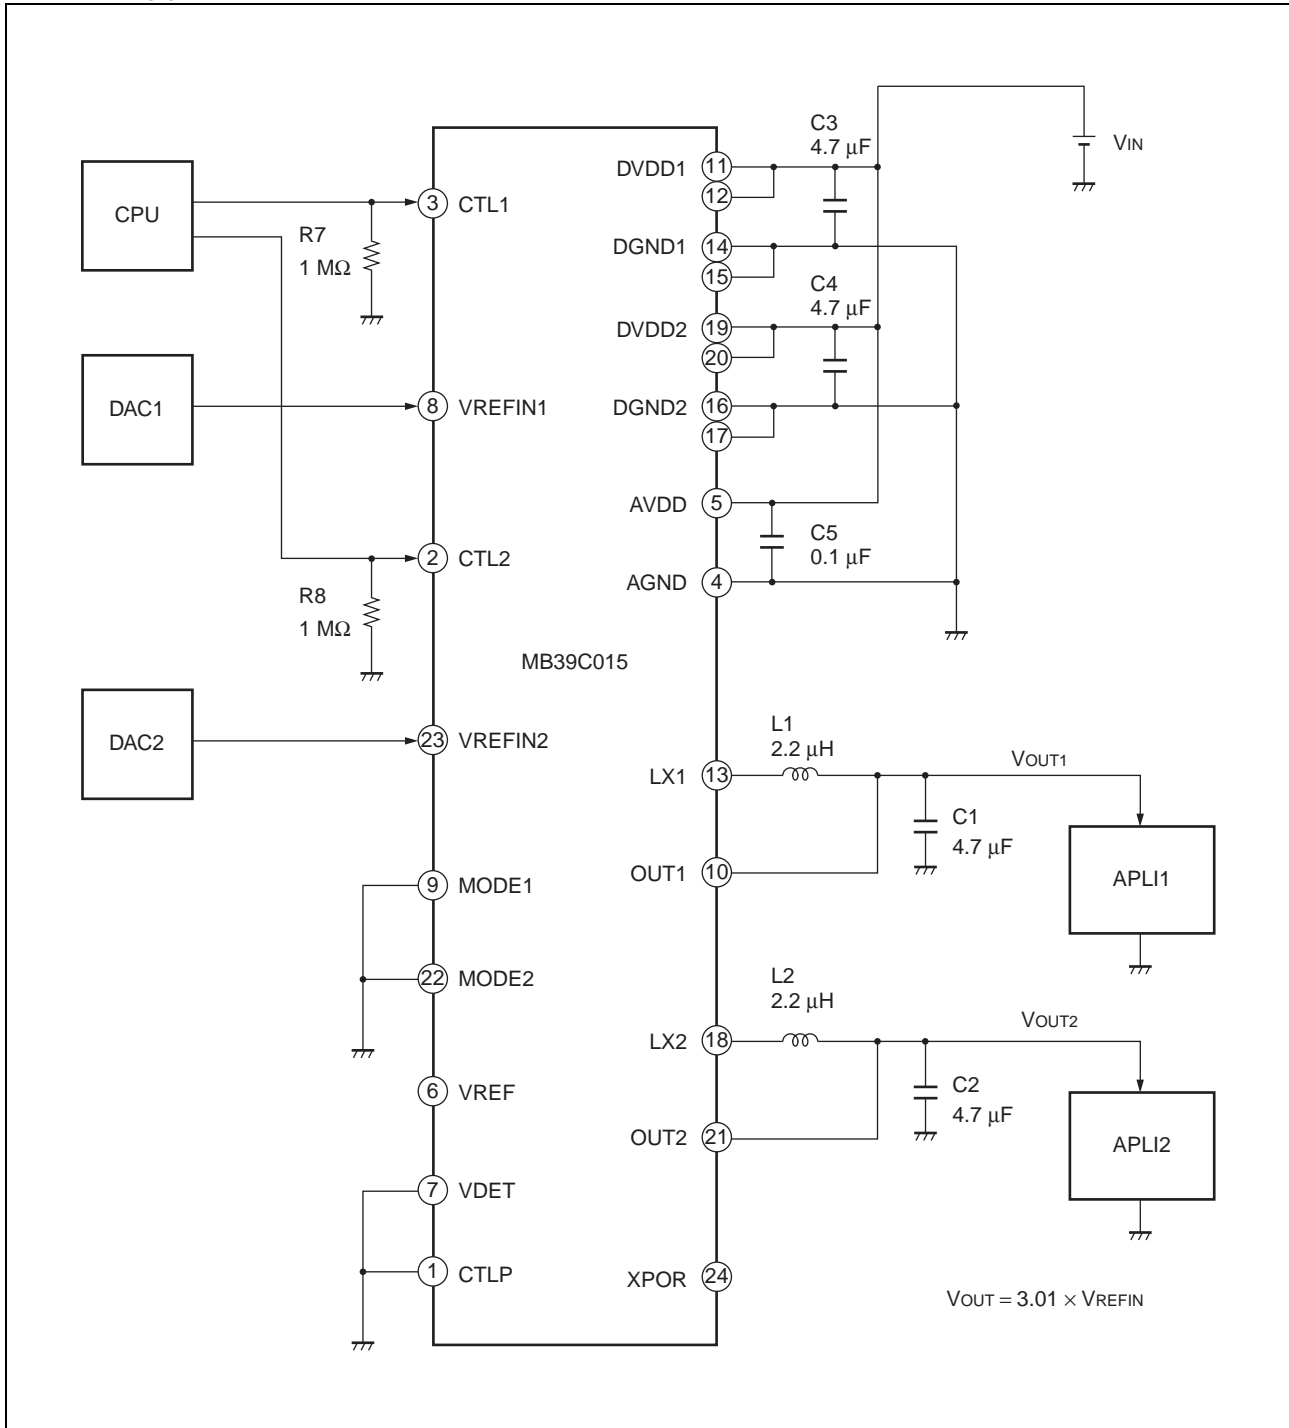 CPU
R7
1 MΩ
DAC1
R8
1 MΩ
DAC2
3 CTL1
8 VREFIN1
2 CTL2
23 VREFIN2
9 MODE1
22 MODE2
6 VREF
7 VDET
1 CTLP
MB39C015
DVDD1 11
12
DGND1 14
15
DVDD2 19
20
DGND2 16
17
AVDD 5
AGND 4
LX1 13
OUT1 10
LX2 18
OUT2 21
XPOR 24
C3
4.7 μF
C4
4.7 μF
C5
0.1 μF
VIN
L1
2.2 μH
VOUT1
C1
4.7 μF
APLI1
L2
2.2 μH
VOUT2
C2
4.7 μF
APLI2
VOUT = 3.01 × VREFIN